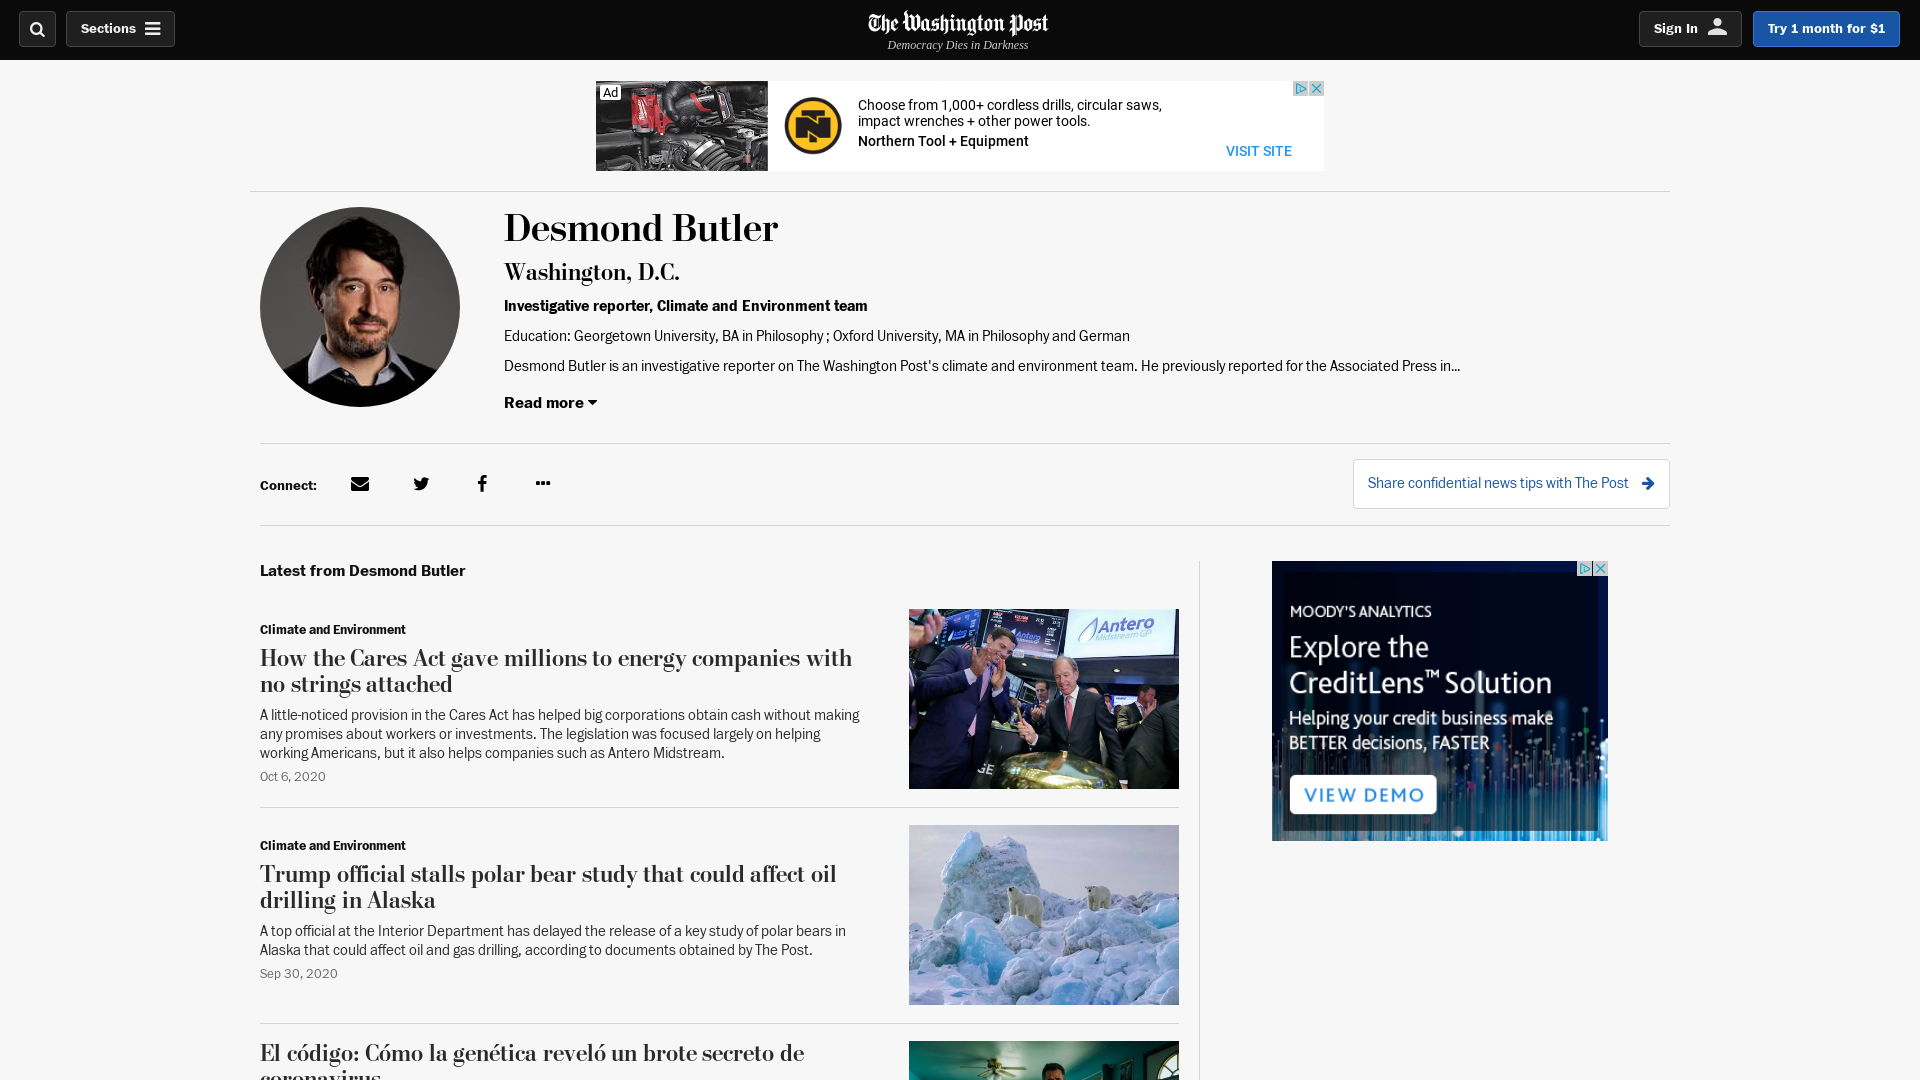 Sections
The Washington Post
Democracy Dies in Darkness
Sign In
Try 1 month for $1
Ad
Choose from 1,000+ cordless drills, circular saws,
impact wrenches + other power tools.
Northern Tool + Equipment
VISIT SITE
Desmond Butler
Washington, D.C.
Investigative reporter, Climate and Environment team
Education: Georgetown University, BA in Philosophy ; Oxford University, MA in Philosophy and German
Desmond Butler is an investigative reporter on The Washington Post's climate and environment team. He previously reported for the Associated Press in...
Read more
Connect:
Share confidential news tips with The Post
Latest from Desmond Butler
Climate and Environment
How the Cares Act gave millions to energy companies with
no strings attached
A little-noticed provision in the Cares Act has helped big corporations obtain cash without making
any promises about workers or investments. The legislation was focused largely on helping
working Americans, but it also helps companies such as Antero Midstream.
Oct 6, 2020
Antero
Midstream GP
Antero
MOODY'S ANALYTICS
Explore the
CreditLens™ Solution
Helping your credit business make
BETTER decisions, FASTER
VIEW DEMO
Climate and Environment
Trump official stalls polar bear study that could affect oil
drilling in Alaska
A top official at the Interior Department has delayed the release of a key study of polar bears in
Alaska that could affect oil and gas drilling, according to documents obtained by The Post.
Sep 30, 2020
El código: Cómo la genética reveló un brote secreto de
coronavirus